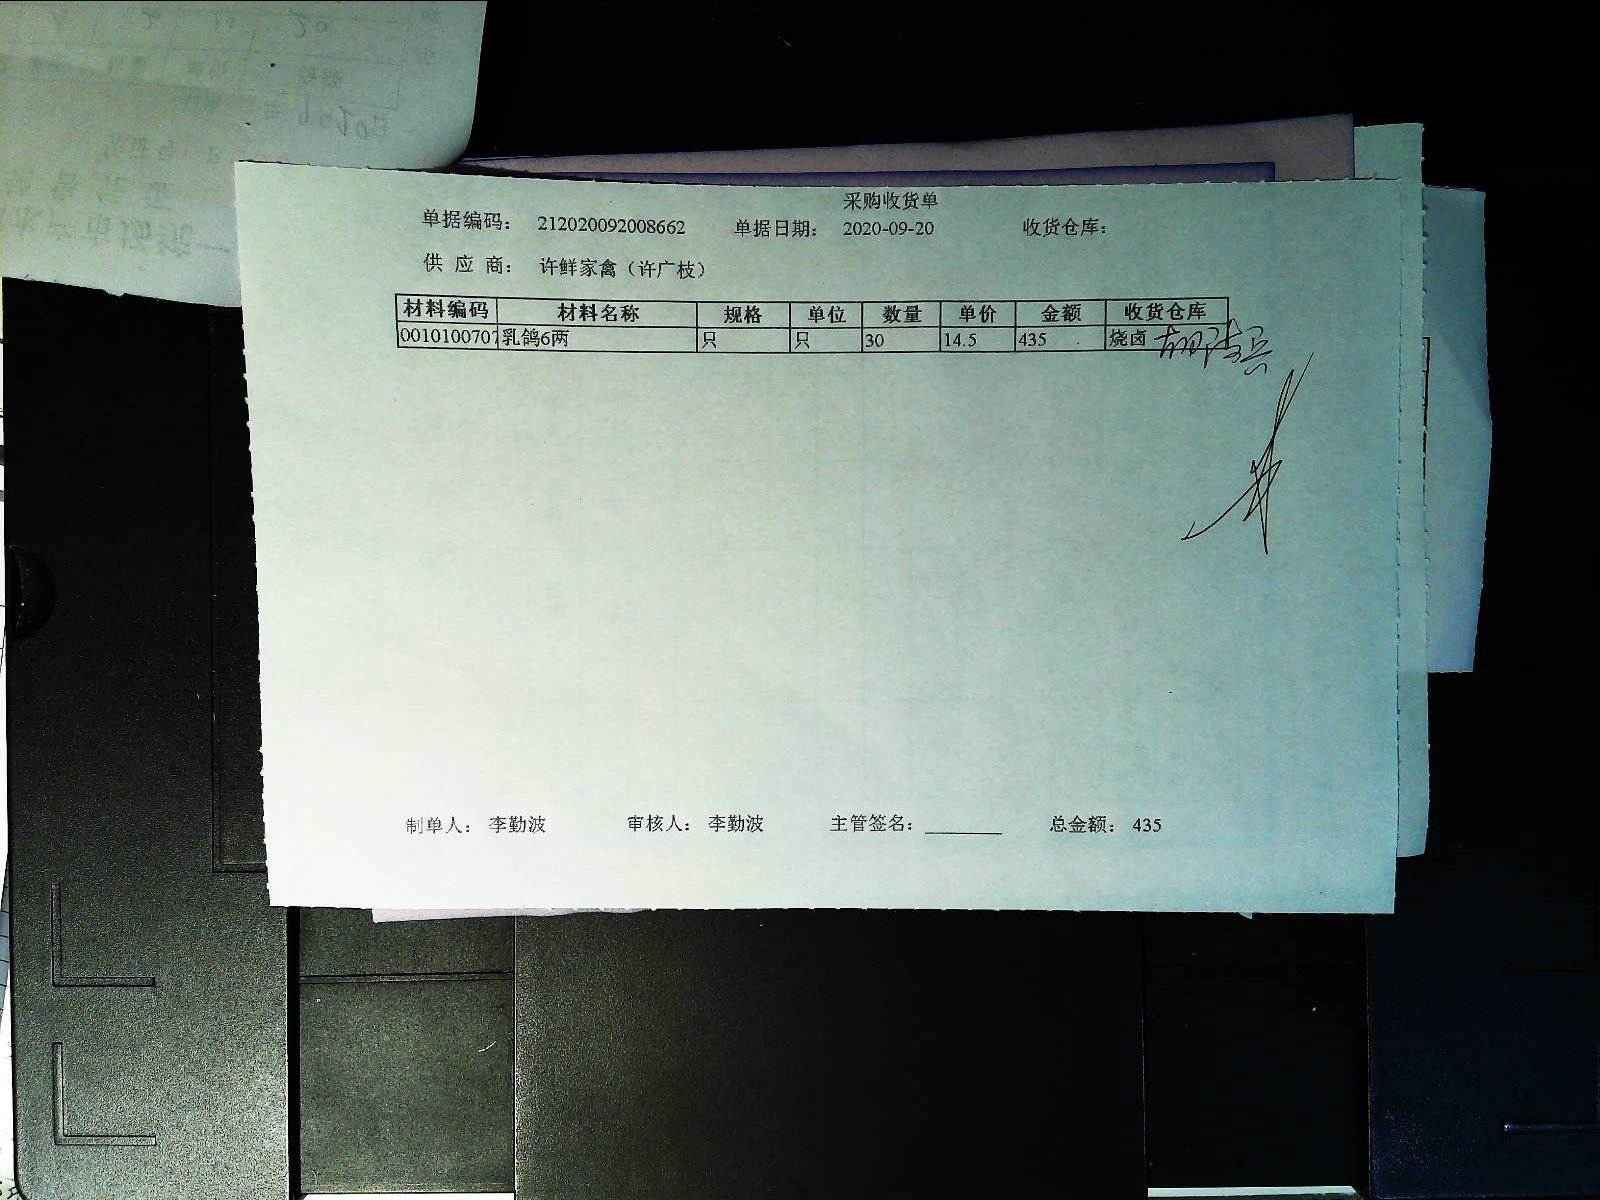 采购收货单
单据编码： 212020092008662 单据日期： 2020-09-20 收货仓库：
供 应 商： 许鲜家禽（许广枝）
材料编码 材料名称 规格 单位 数量 单价 金额 收货仓库
0010100707 乳鸽6两 只 只 30 14.5 435 烧卤
制单人： 李勤波 审核人： 李勤波 主管签名： 总金额： 435